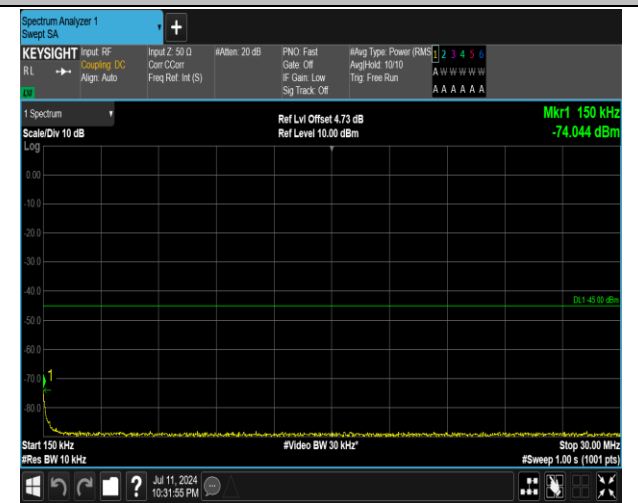 Spectrum Analyzer 1
Swept SA
+
KEYSIGHT Input: RF Input Z: 50 Ω #Atten: 20 dB PNO: Fast #Avg Type: Power (RMS 1 2 3 4 5 6
RL Coupling: DC Corr CCorr Gate: Off Avg|Hold: 10/10 A W W W W W
Align: Auto Freq Ref: Int (S) IF Gain: Low Trig: Free Run
Sig Track: Off A A A A A A
1 Spectrum Ref Lvl Offset 4.73 dB Mkr1 150 kHz
Scale/Div 10 dB Ref Level 10.00 dBm -74.044 dBm
Log
0.00
-10.0
-20.0
-30.0
-40.0
DL1 -45.00 dBm
-50.0
-60.0
-70.0 1
-80.0
Start 150 kHz #Video BW 30 kHz* Stop 30.00 MHz
#Res BW 10 kHz #Sweep 1.00 s (1001 pts)
? Jul 11, 2024
10:31:55 PM